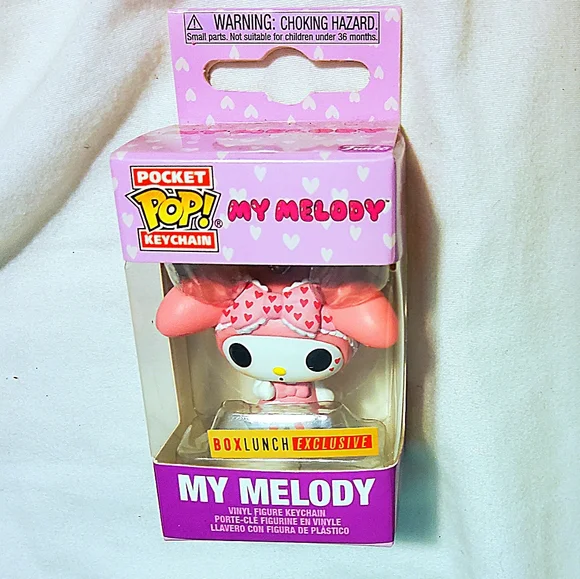 ⚠ WARNING: CHOKING HAZARD.
Small parts. Not suitable for children under 36 months.
POCKET
POP!®
KEYCHAIN
MY MELODY™
BOXLUNCH EXCLUSIVE
MY MELODY
VINYL FIGURE KEYCHAIN
PORTE-CLÉ FIGURINE EN VINYLE
LLAVERO CON FIGURA DE PLÁSTICO